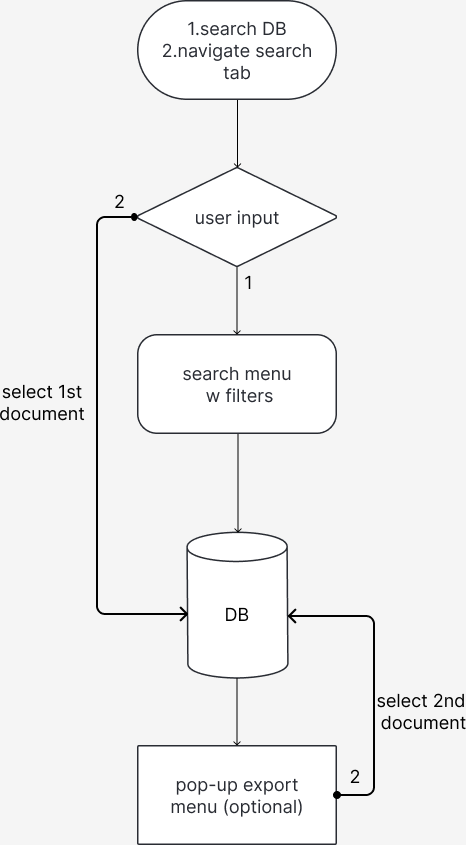 1.search DB
2.navigate search
tab
2
user input
1
search menu
w filters
select 1st
document
DB
select 2nd
document
pop-up export
menu (optional)
2